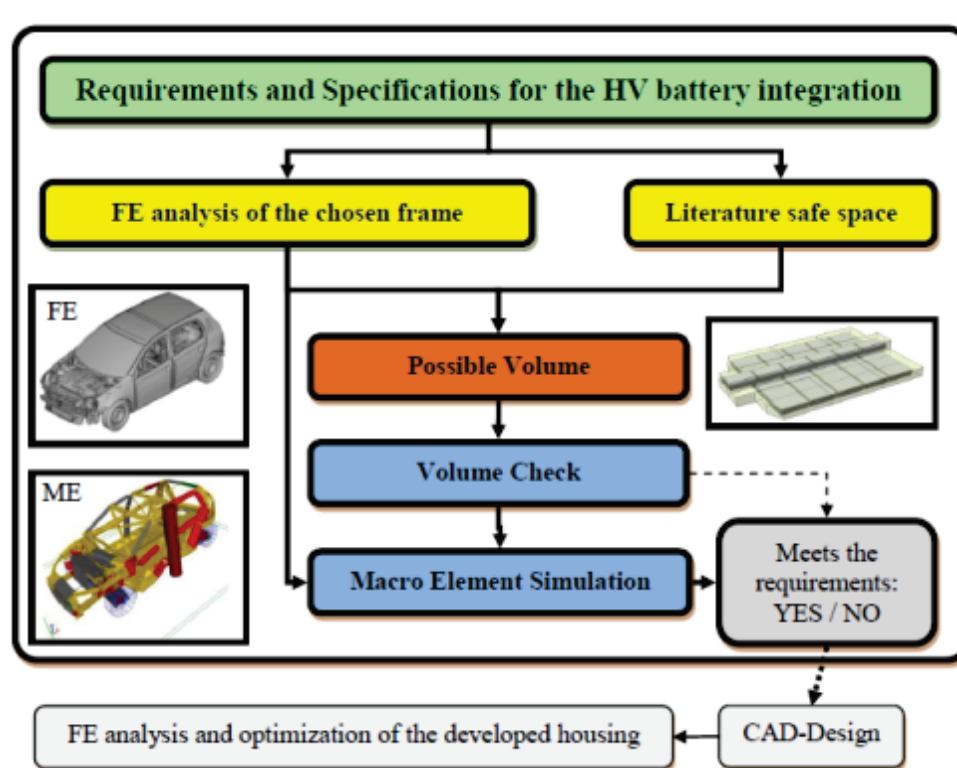 Requirements and Specifications for the HV battery integration
FE analysis of the chosen frame
Literature safe space
FE
Possible Volume
Volume Check
ME
Macro Element Simulation
Meets the
requirements:
YES / NO
FE analysis and optimization of the developed housing
CAD-Design